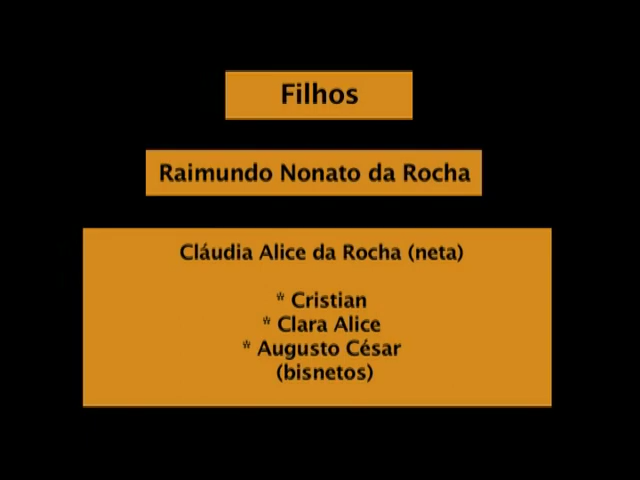 Filhos
Raimundo Nonato da Rocha
Cláudia Alice da Rocha (neta)
* Cristian
* Clara Alice
* Augusto César
(bisnetos)